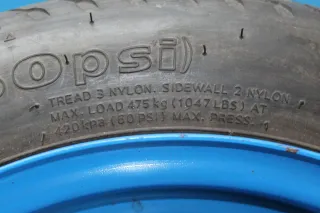 0psi)
TREAD 3 NYLON. SIDEWALL 2 NYLON.
MAX. LOAD 475 kg (1047 LBS) AT
420 kPa (60 PSI) MAX. PRESS.